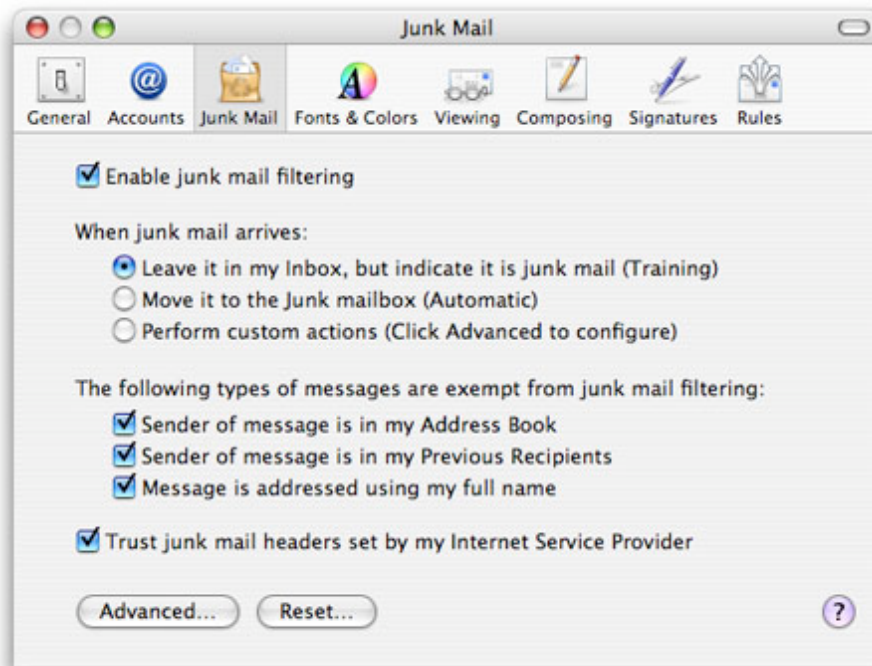 Junk Mail
General Accounts Junk Mail Fonts & Colors Viewing Composing Signatures Rules
Enable junk mail filtering
When junk mail arrives:
Leave it in my Inbox, but indicate it is junk mail (Training)
Move it to the Junk mailbox (Automatic)
Perform custom actions (Click Advanced to configure)
The following types of messages are exempt from junk mail filtering:
Sender of message is in my Address Book
Sender of message is in my Previous Recipients
Message is addressed using my full name
Trust junk mail headers set by my Internet Service Provider
Advanced... Reset... ?